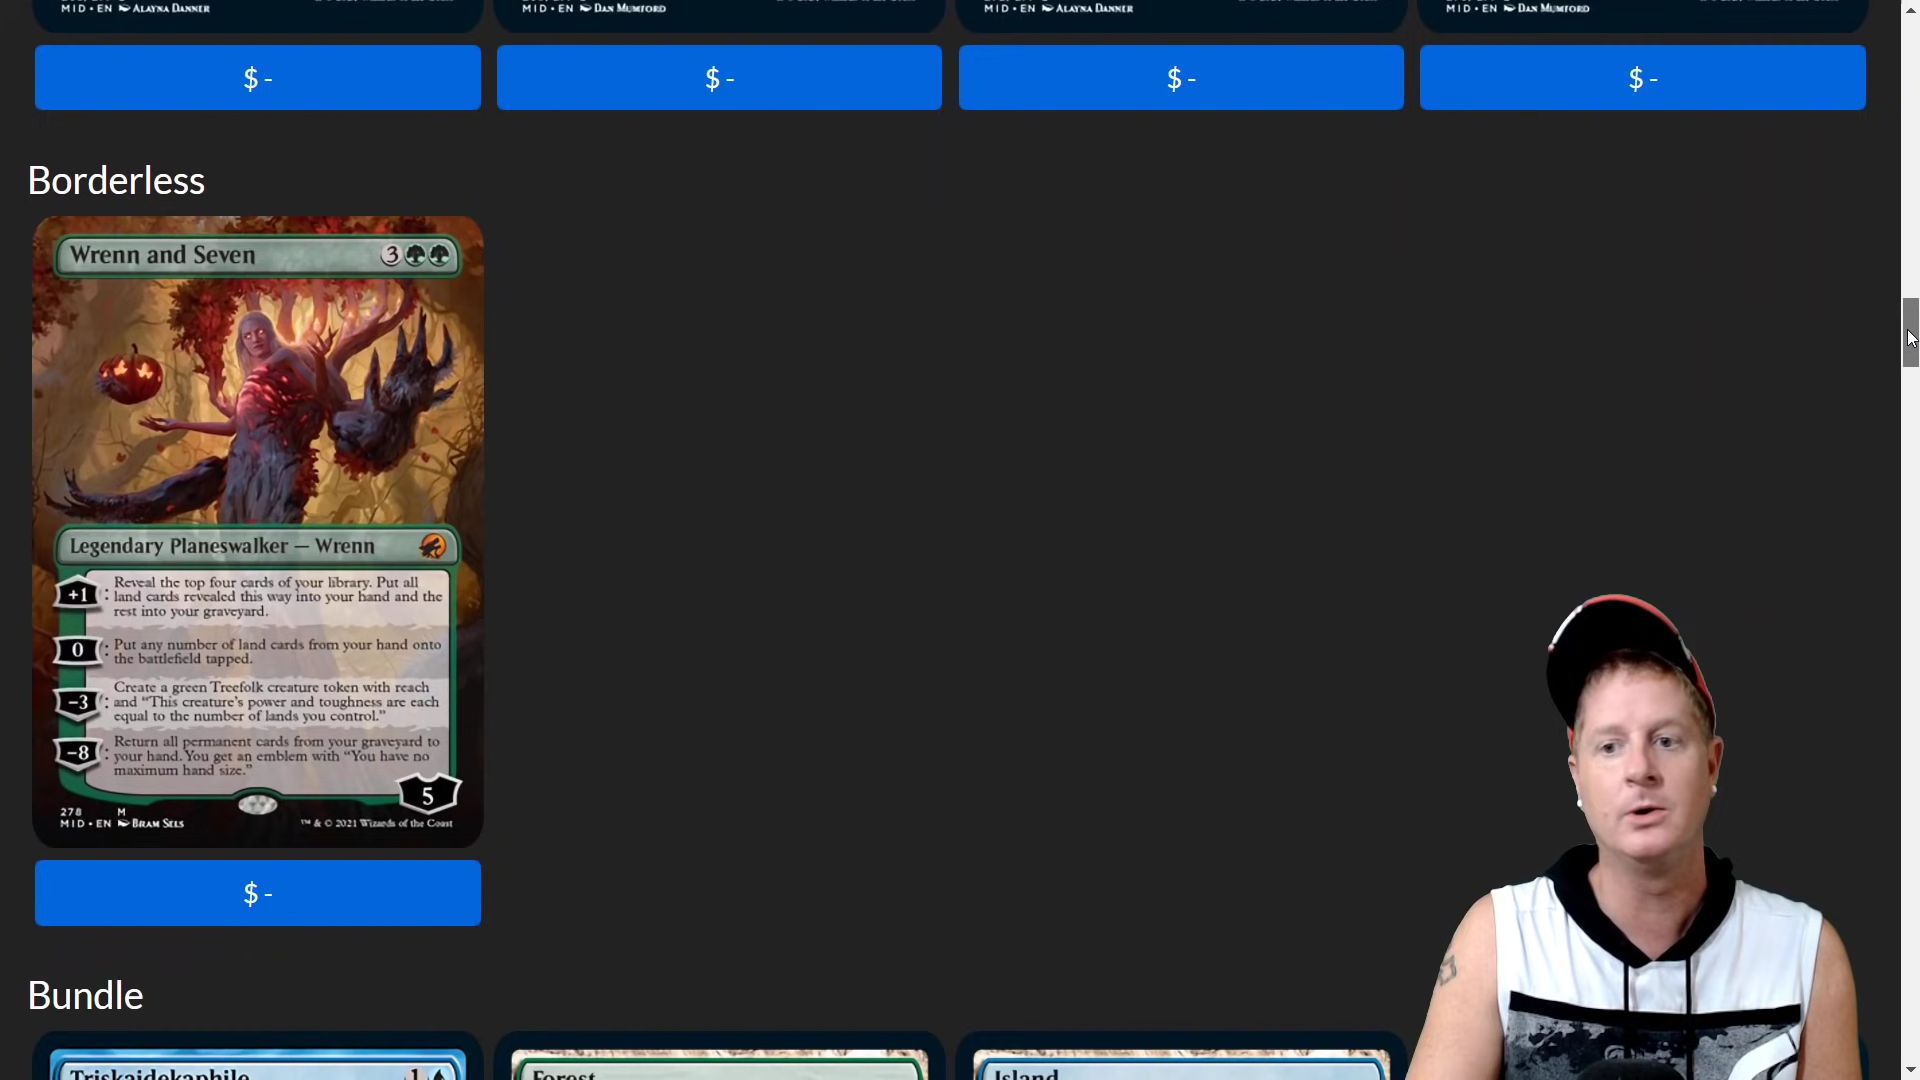 MID • EN ALAYNA DANNER
MID • EN DAN MUMFORD
MID • EN ALAYNA DANNER
MID • EN DAN MUMFORD
$ -
$ -
$ -
$ -
Borderless
Wrenn and Seven 3
Legendary Planeswalker — Wrenn
+1 : Reveal the top four cards of your library. Put all
land cards revealed this way into your hand and the
rest into your graveyard.
0 : Put any number of land cards from your hand onto
the battlefield tapped.
−3 : Create a green Treefolk creature token with reach
and “This creature's power and toughness are each
equal to the number of lands you control.”
−8 : Return all permanent cards from your graveyard to
your hand. You get an emblem with “You have no
maximum hand size.”
5
278 M
MID • EN BRAM SELS ™ & © 2021 Wizards of the Coast
$ -
Bundle
Triskaidekaphile 1
Forest
Island